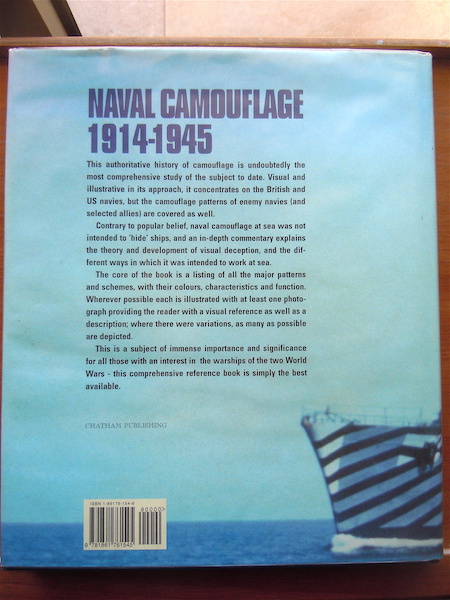 NAVAL CAMOUFLAGE
1914-1945
This authoritative history of camouflage is undoubtedly the
most comprehensive study of the subject to date. Visual and
illustrative in its approach, it concentrates on the British and
US navies, but the camouflage patterns of enemy navies (and
selected allies) are covered as well.
Contrary to popular belief, naval camouflage at sea was not
intended to 'hide' ships, and an in-depth commentary explains
the theory and development of visual deception, and the dif-
ferent ways in which it was intended to work at sea.
The core of the book is a listing of all the major patterns
and schemes, with their colours, characteristics and function.
Wherever possible each is illustrated with at least one photo-
graph providing the reader with a visual reference as well as a
description; where there were variations, as many as possible
are depicted.
This is a subject of immense importance and significance
for all those with an interest in the warships of the two World
Wars - this comprehensive reference book is simply the best
available.
CHATHAM PUBLISHING
ISBN 1-86176-154-8
90000>
9 781861 761545